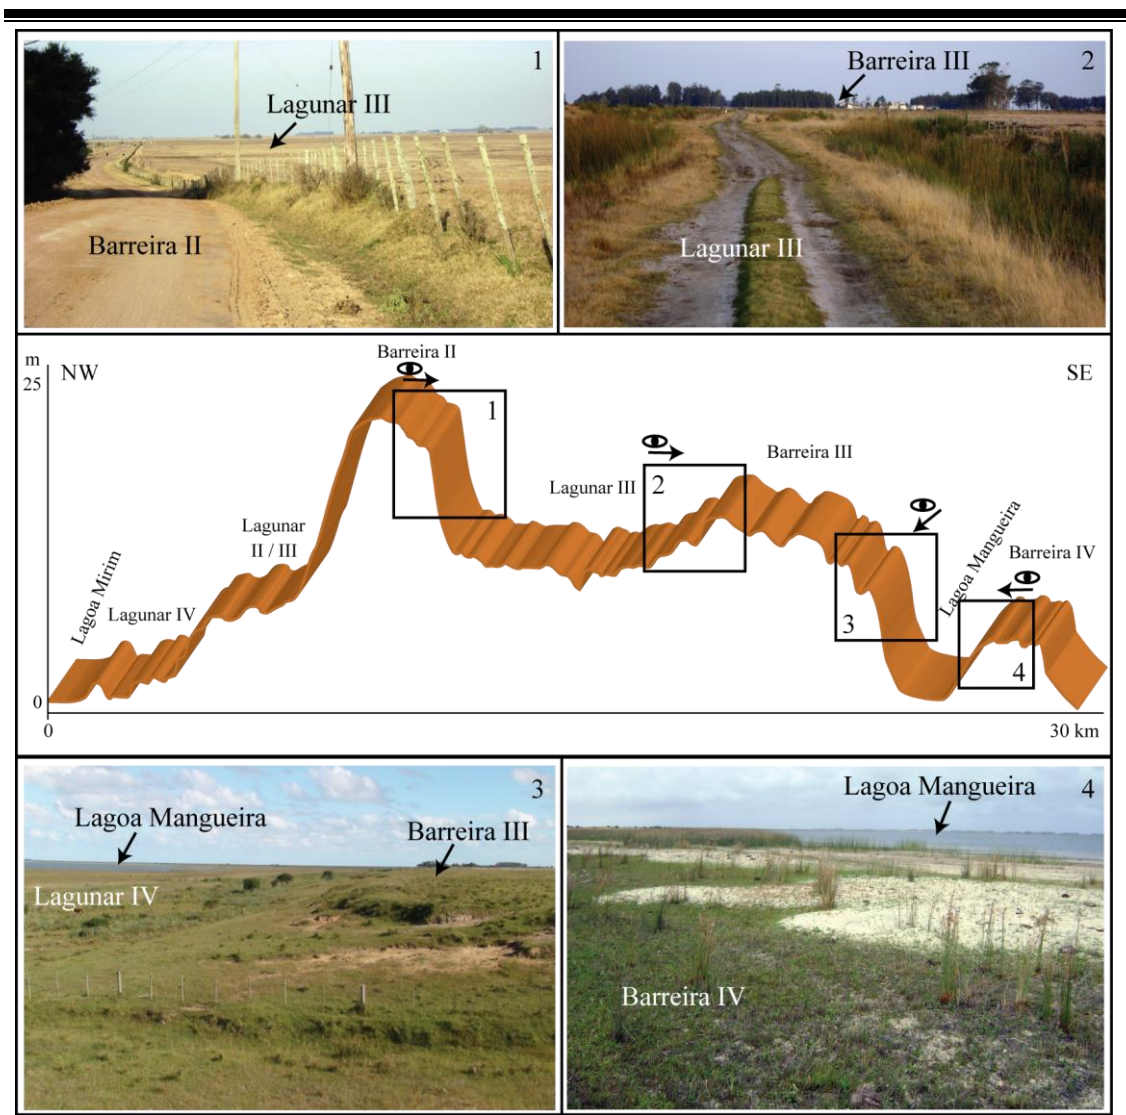 1
Lagunar III
Barreira II
2
Barreira III
Lagunar III
m
25
NW
SE
Barreira II
1
Lagunar III
2
Barreira III
Lagunar
II / III
Lagoa Mirim
Lagunar IV
3
Lagoa Mangueira
Barreira IV
4
0
0
30 km
3
Lagoa Mangueira
Barreira III
Lagunar IV
4
Lagoa Mangueira
Barreira IV